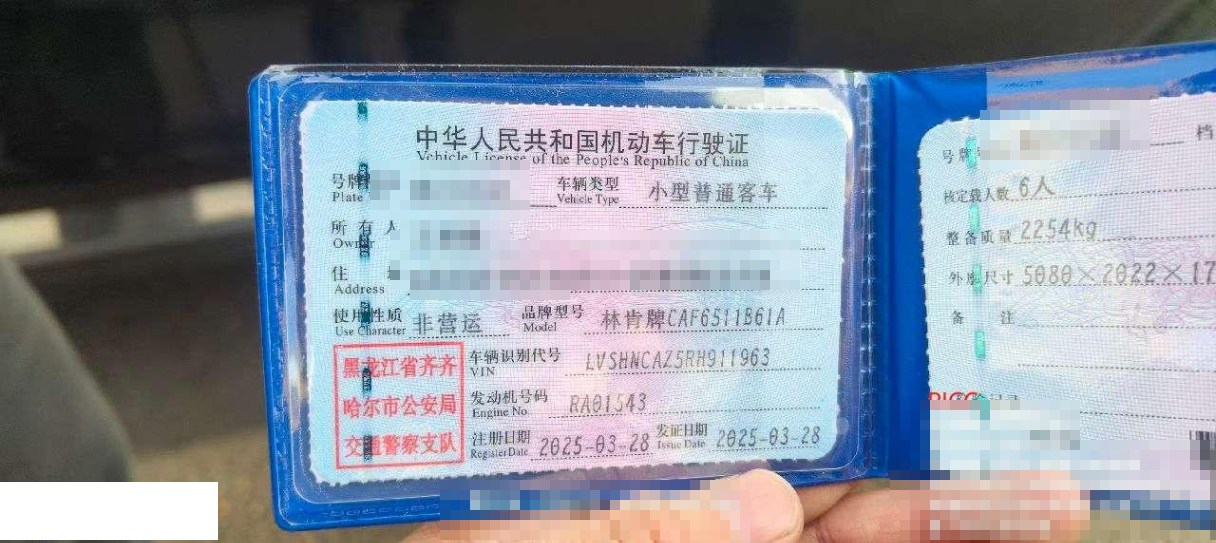 中华人民共和国机动车行驶证
Vehicle License of the People's Republic of China
号牌
Plate
车辆类型 小型普通客车
Vehicle Type
所有人
Owner
住
Address
使用性质 非营运
Use Character
品牌型号 林肯牌CAF6511B61A
Model
黑龙江省齐齐
哈尔市公安局
交通警察支队
车辆识别代号 LVSHNCAZ5RH911963
VIN
发动机号码 RA01543
Engine No.
注册日期 2025-03-28
Register Date
发证日期 2025-03-28
Issue Date
号牌
档
核定载人数 6人
整备质量 2254kg
外廓尺寸 5080×2022×17
备 注